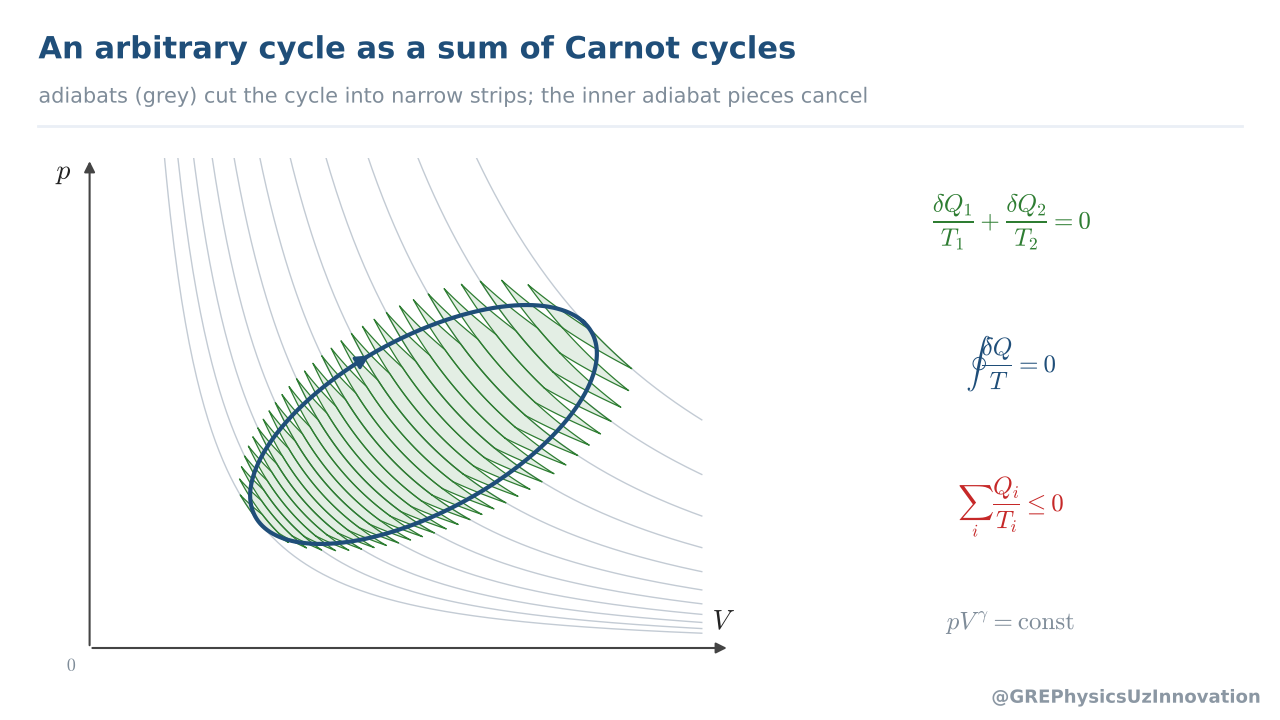 An arbitrary cycle as a sum of Carnot cycles
adiabats (grey) cut the cycle into narrow strips; the inner adiabat pieces cancel
p
V
0
δQ₁/T₁ + δQ₂/T₂ = 0
∮ δQ/T = 0
∑ᵢ Qᵢ/Tᵢ ≤ 0
pV^γ = const
@GREPhysicsUzInnovation